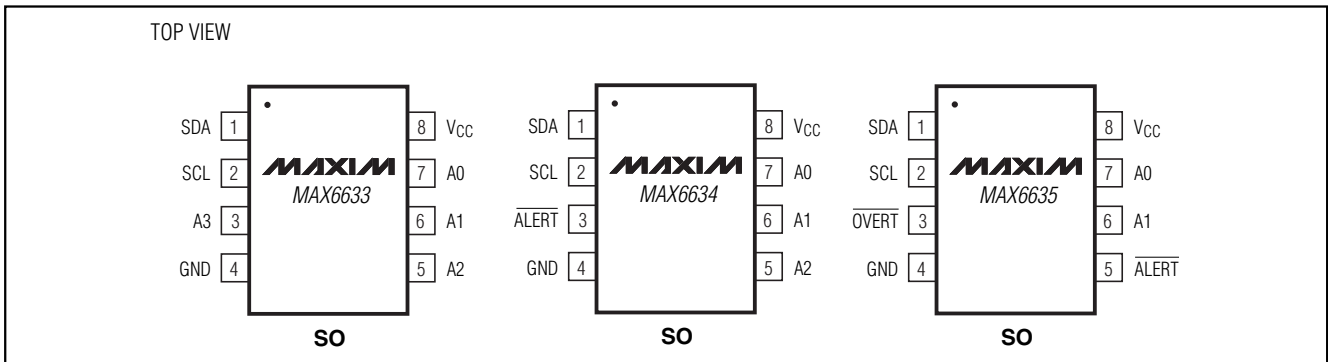 TOP VIEW
SDA 1 8 VCC
SCL 2 7 A0
A3 3 6 A1
GND 4 5 A2
MAXIM
MAX6633
SO
SDA 1 8 VCC
SCL 2 7 A0
ALERT 3 6 A1
GND 4 5 A2
MAXIM
MAX6634
SO
SDA 1 8 VCC
SCL 2 7 A0
OVERT 3 6 A1
GND 4 5 ALERT
MAXIM
MAX6635
SO